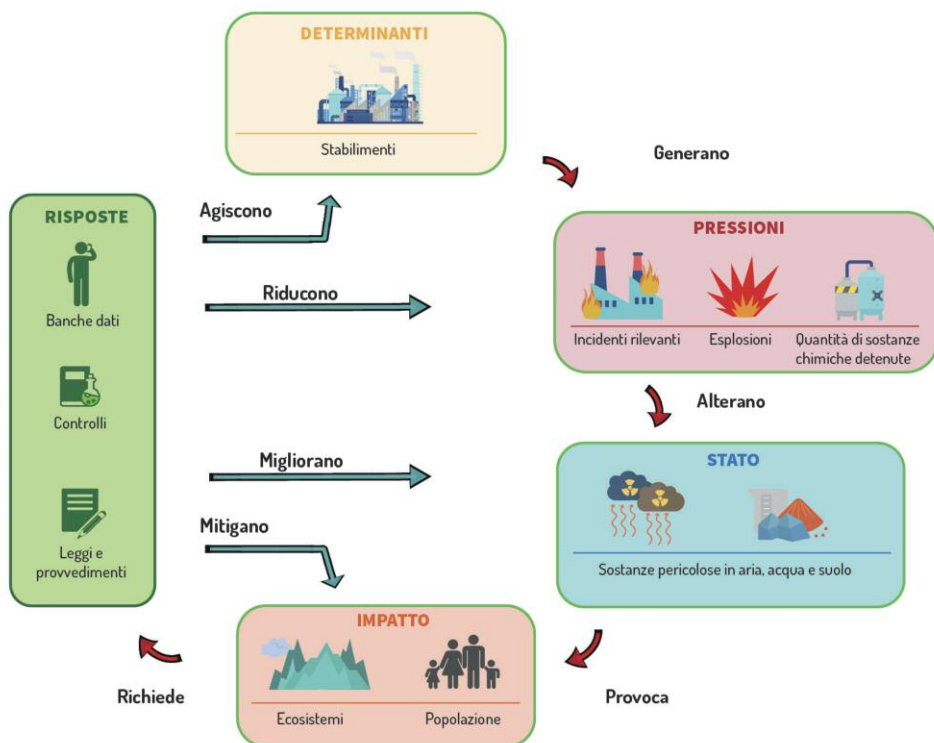 DETERMINANTI
Stabilimenti
Generano
RISPOSTE
Banche dati
Controlli
Leggi e
provvedimenti
Agiscono
Riducono
Migliorano
Mitigano
PRESSIONI
Incidenti rilevanti
Esplosioni
Quantità di sostanze
chimiche detenute
Alterano
STATO
Sostanze pericolose in aria, acqua e suolo
Provoca
IMPATTO
Ecosistemi
Popolazione
Richiede